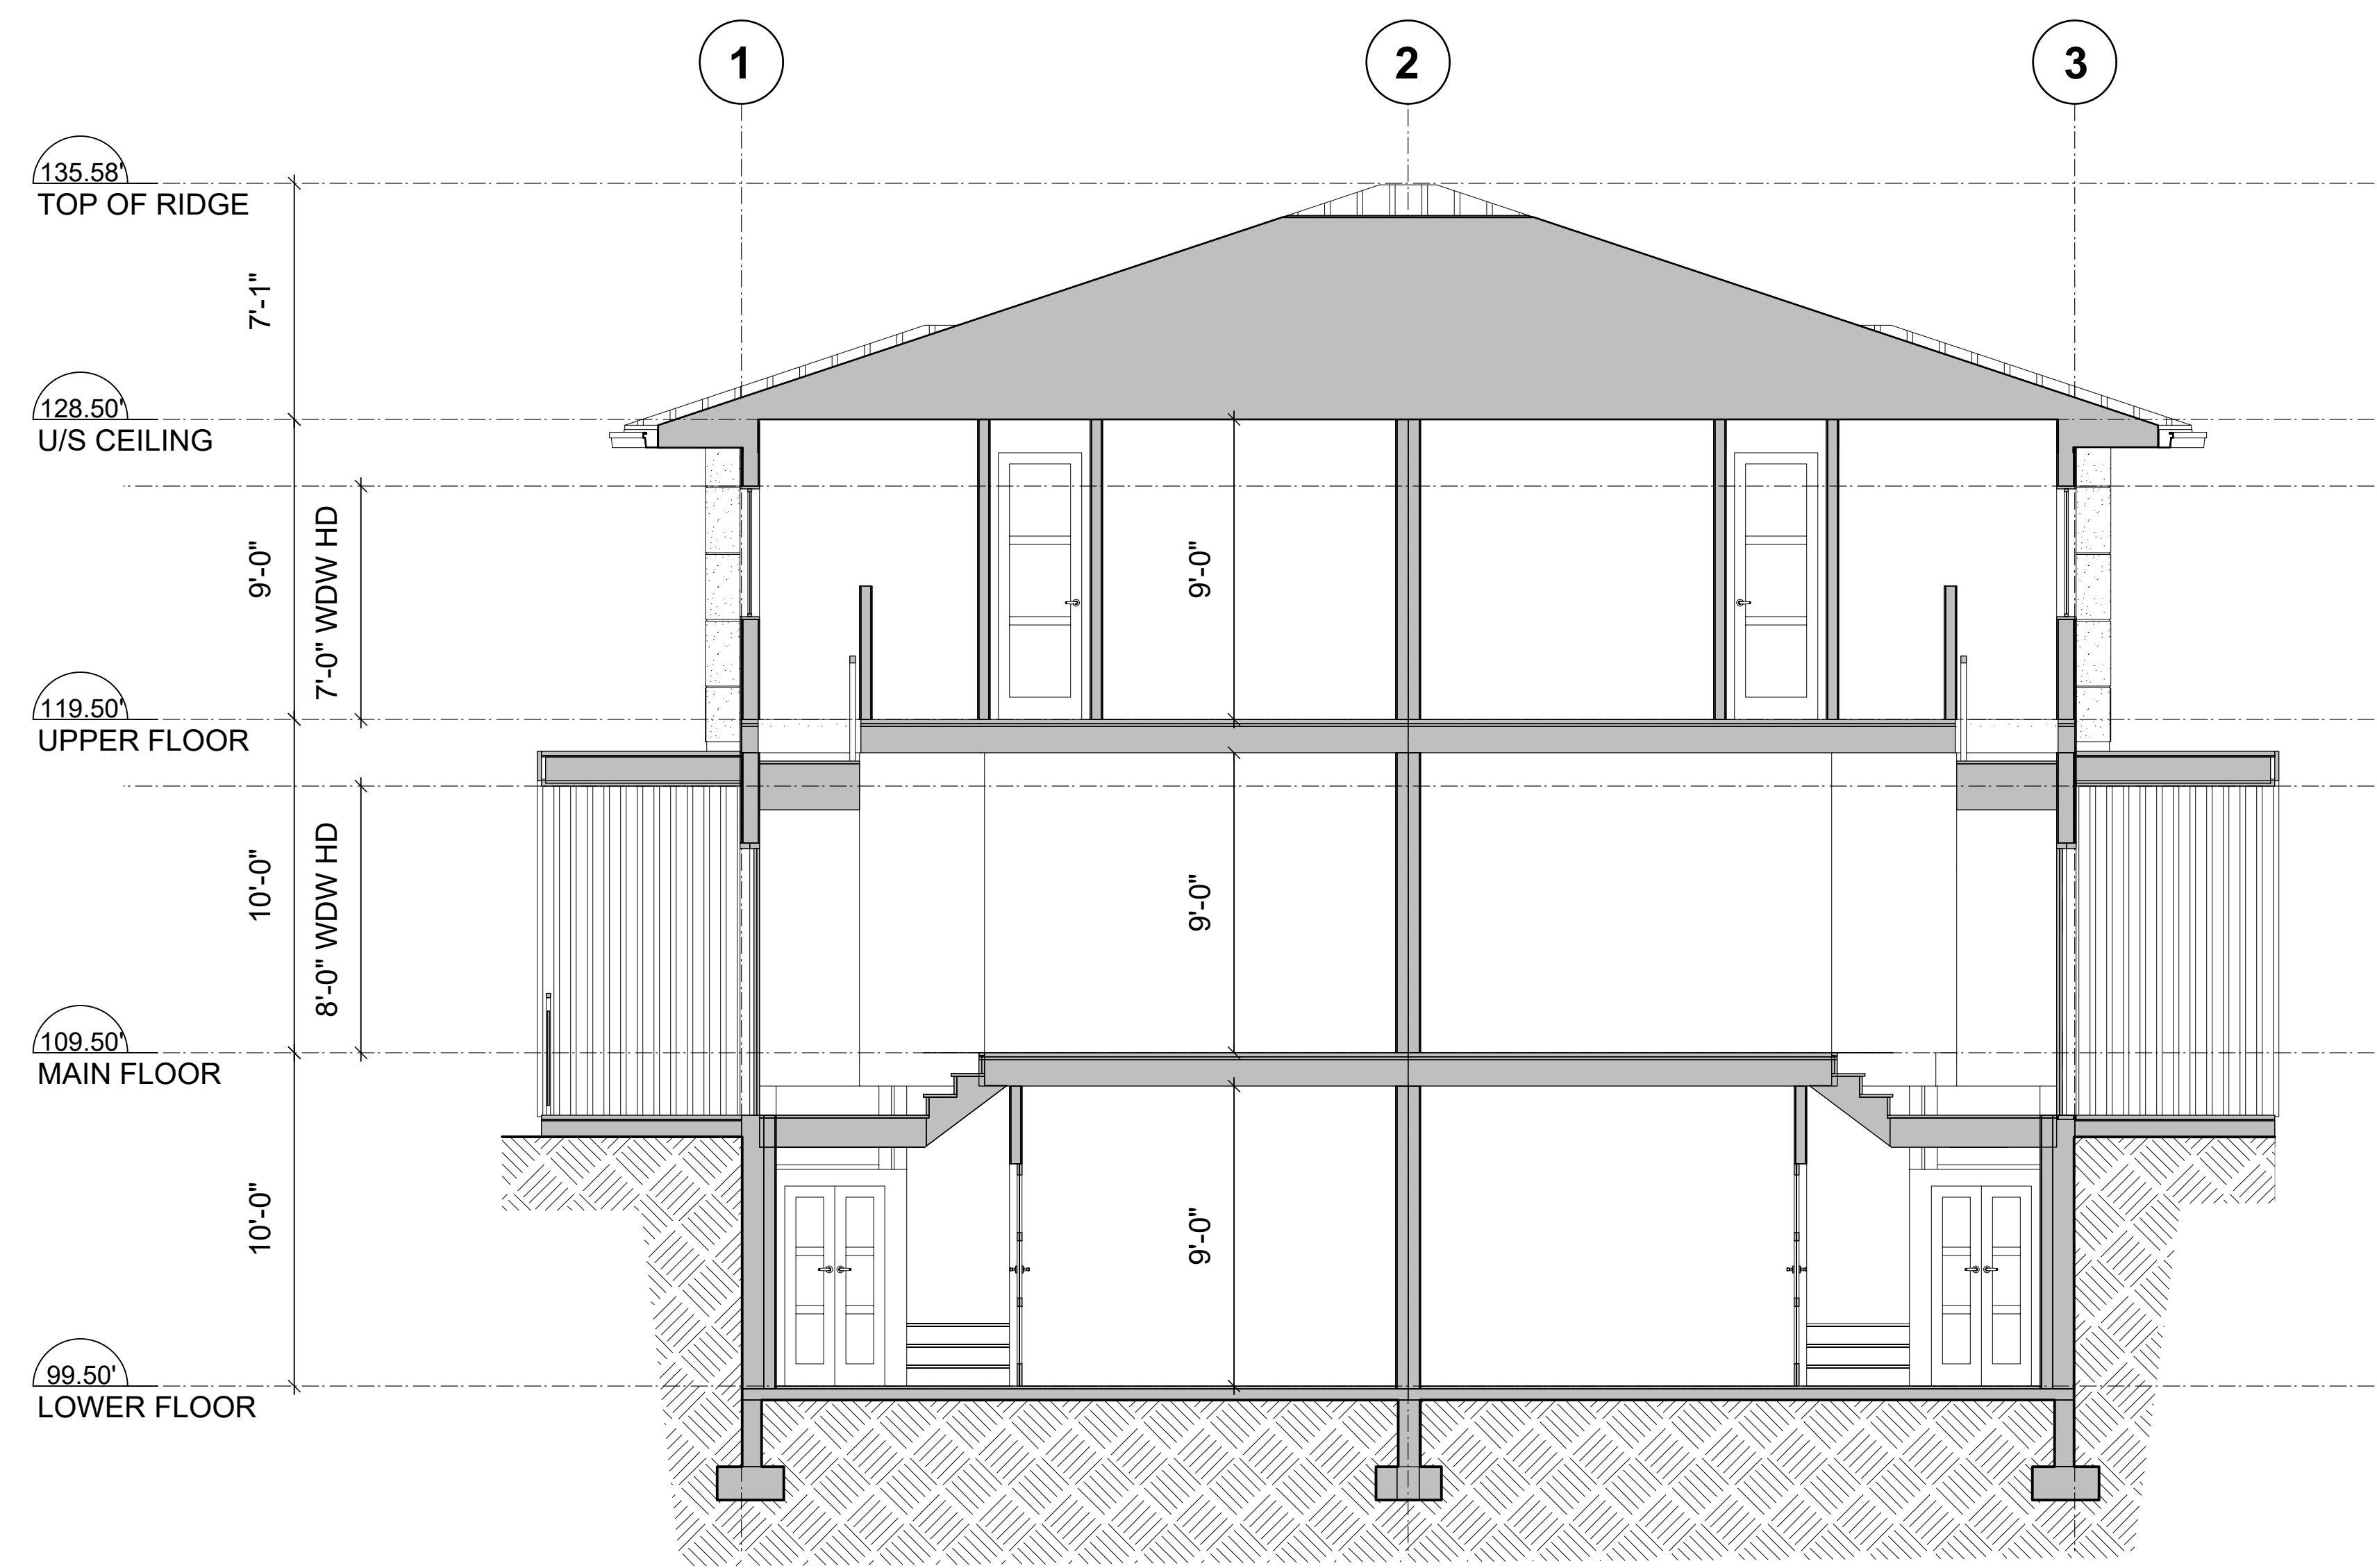 1
2
3
135.58'
TOP OF RIDGE
7'-1"
128.50'
U/S CEILING
9'-0"
7'-0" WDW HD
9'-0"
119.50'
UPPER FLOOR
10'-0"
8'-0" WDW HD
9'-0"
109.50'
MAIN FLOOR
10'-0"
9'-0"
99.50'
LOWER FLOOR